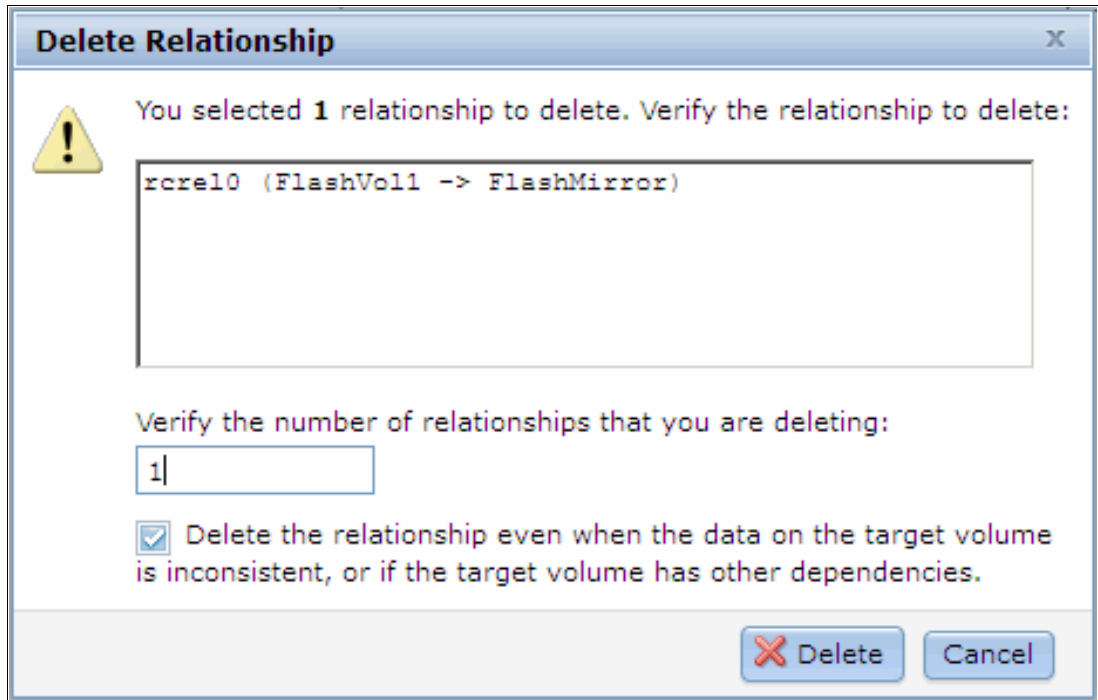 Delete Relationship
x
You selected 1 relationship to delete. Verify the relationship to delete:
rcrel0 (FlashVol1 -> FlashMirror)
Verify the number of relationships that you are deleting:
1
Delete the relationship even when the data on the target volume
is inconsistent, or if the target volume has other dependencies.
Delete
Cancel